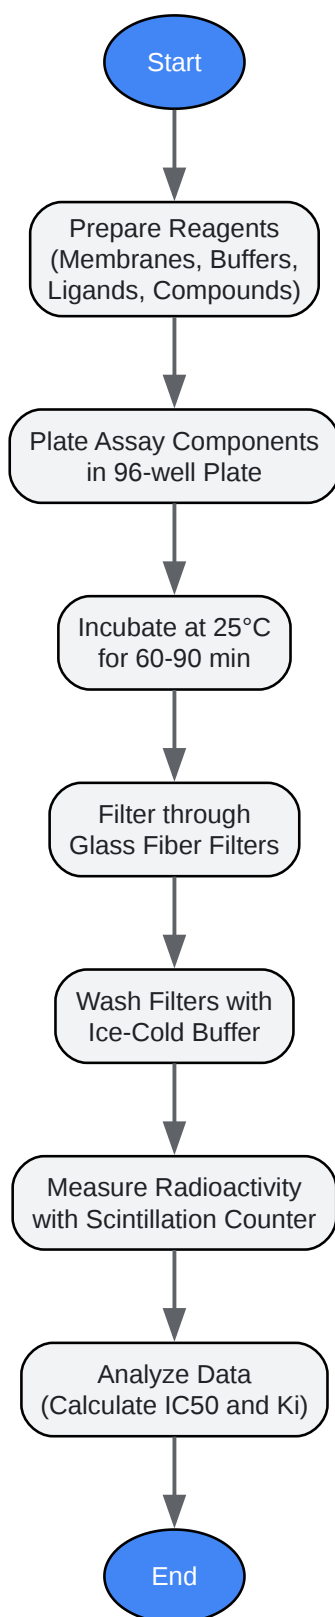 Start
Prepare Reagents
(Membranes, Buffers,
Ligands, Compounds)
Plate Assay Components
in 96-well Plate
Incubate at 25°C
for 60-90 min
Filter through
Glass Fiber Filters
Wash Filters with
Ice-Cold Buffer
Measure Radioactivity
with Scintillation Counter
Analyze Data
(Calculate IC50 and Ki)
End